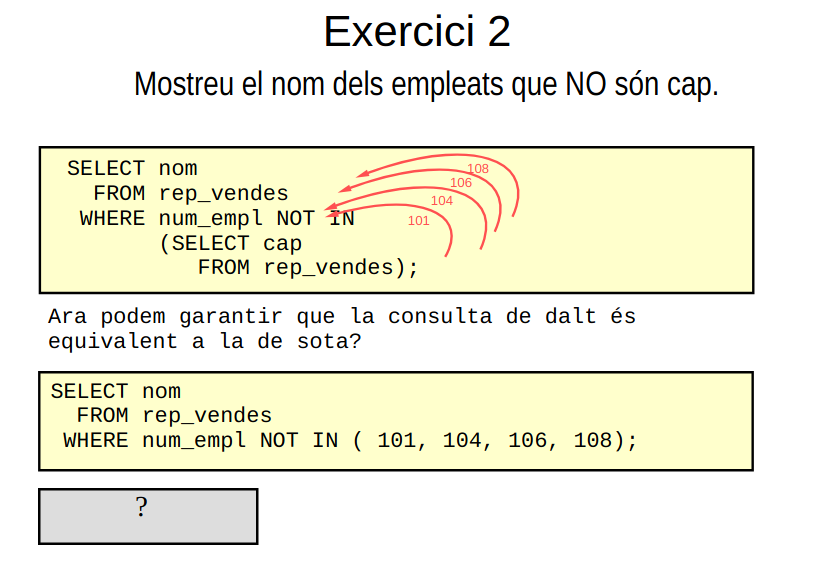 Exercici 2
Mostreu el nom dels empleats que NO són cap.
SELECT nom
FROM rep_vendes
WHERE num_empl NOT IN
(SELECT cap
FROM rep_vendes);
108
106
104
101
Ara podem garantir que la consulta de dalt és
equivalent a la de sota?
SELECT nom
FROM rep_vendes
WHERE num_empl NOT IN ( 101, 104, 106, 108);
?